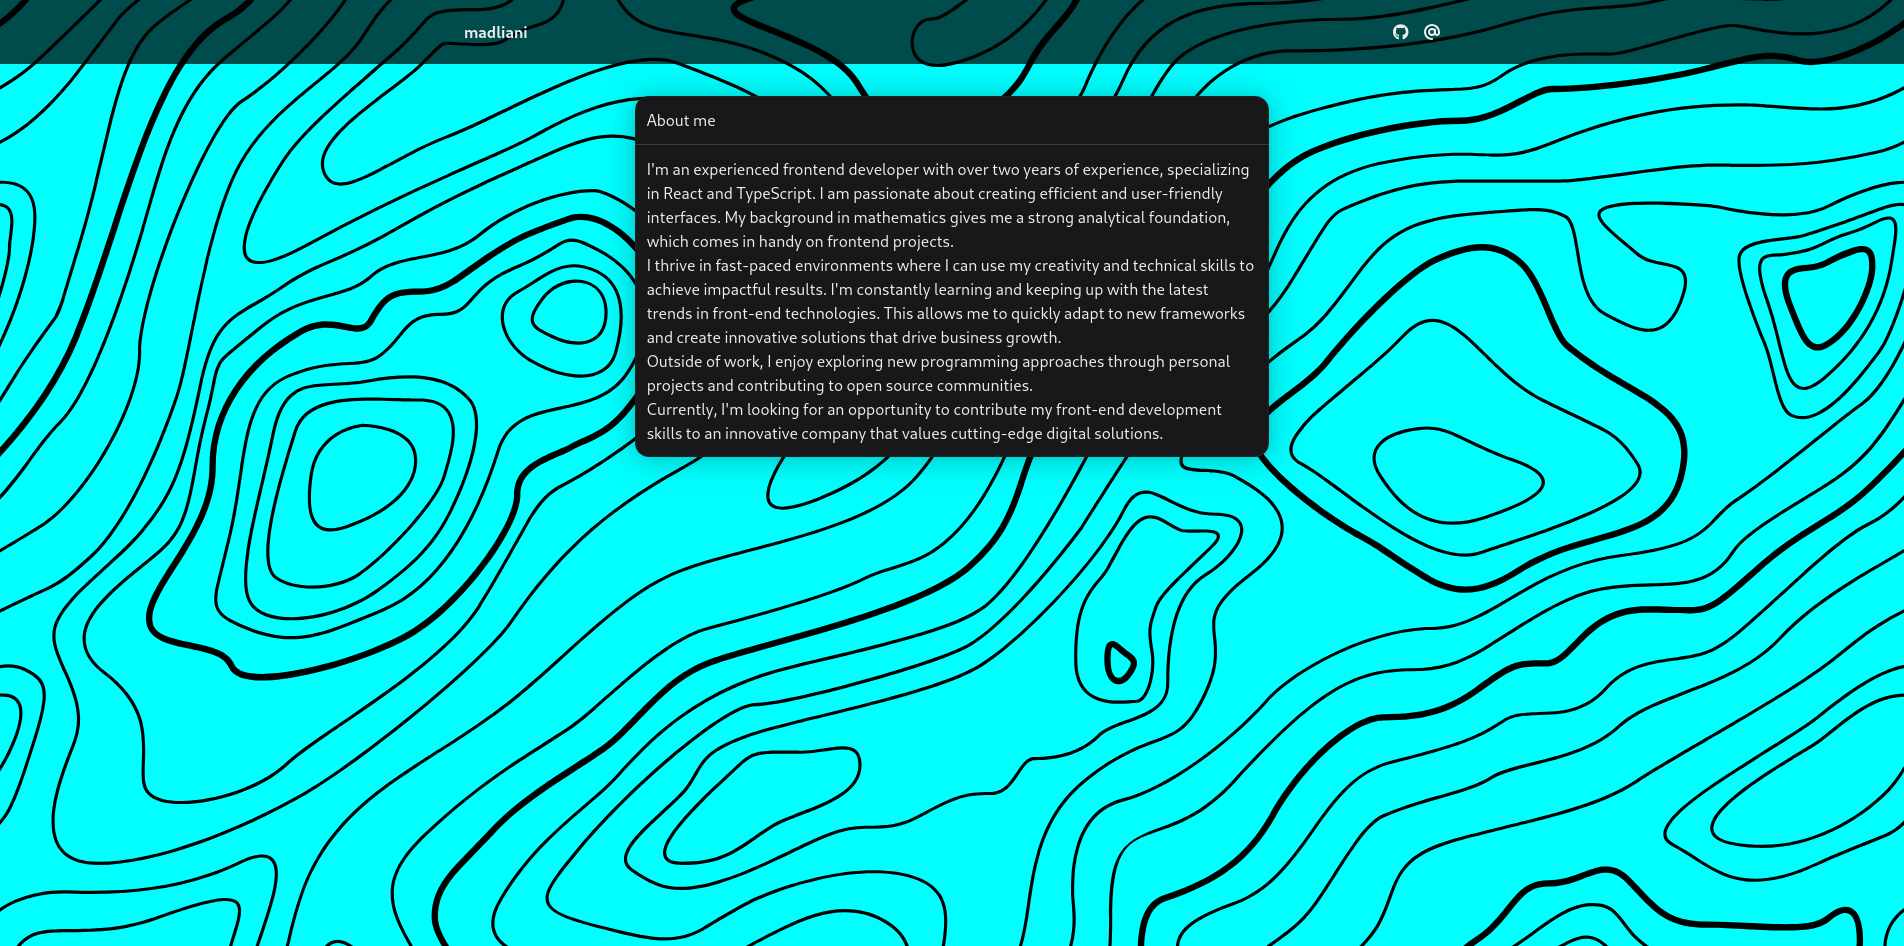 madliani
About me
I'm an experienced frontend developer with over two years of experience, specializing
in React and TypeScript. I am passionate about creating efficient and user-friendly
interfaces. My background in mathematics gives me a strong analytical foundation,
which comes in handy on frontend projects.
I thrive in fast-paced environments where I can use my creativity and technical skills to
achieve impactful results. I'm constantly learning and keeping up with the latest
trends in front-end technologies. This allows me to quickly adapt to new frameworks
and create innovative solutions that drive business growth.
Outside of work, I enjoy exploring new programming approaches through personal
projects and contributing to open source communities.
Currently, I'm looking for an opportunity to contribute my front-end development
skills to an innovative company that values cutting-edge digital solutions.